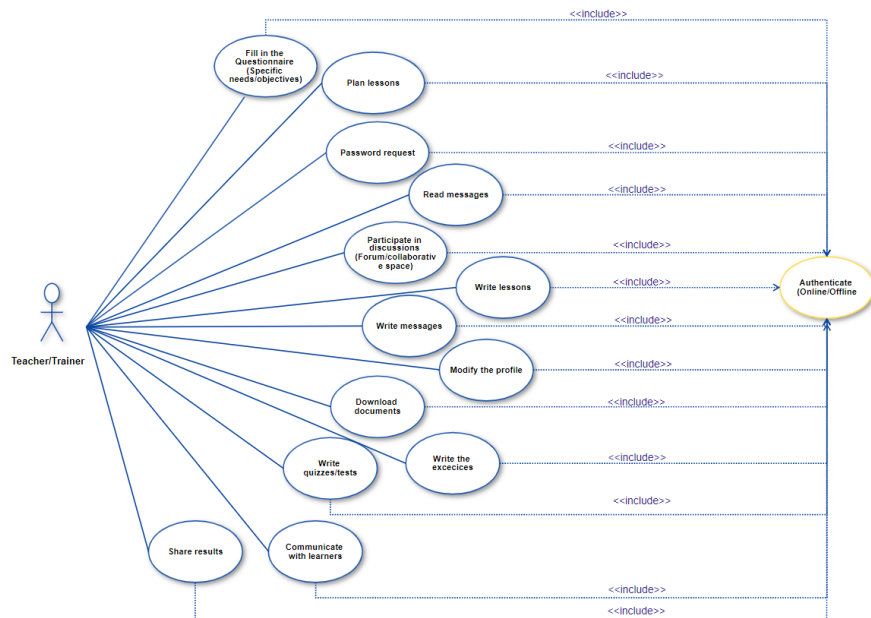 <<include>>
Fill in the
Questionnaire
(Specific
needs/objectives)
Plan lessons
<<include>>
Password request
<<include>>
Read messages
<<include>>
Participate in
discussions
(Forum/collaborativ
e space)
<<include>>
Write lessons
<<include>>
Authenticate
(Online/Offline
Write messages
<<include>>
Teacher/Trainer
Modify the profile
<<include>>
Download
documents
<<include>>
Write the
excecices
<<include>>
Write
quizzes/tests
<<include>>
Share results
Communicate
with learners
<<include>>
<<include>>